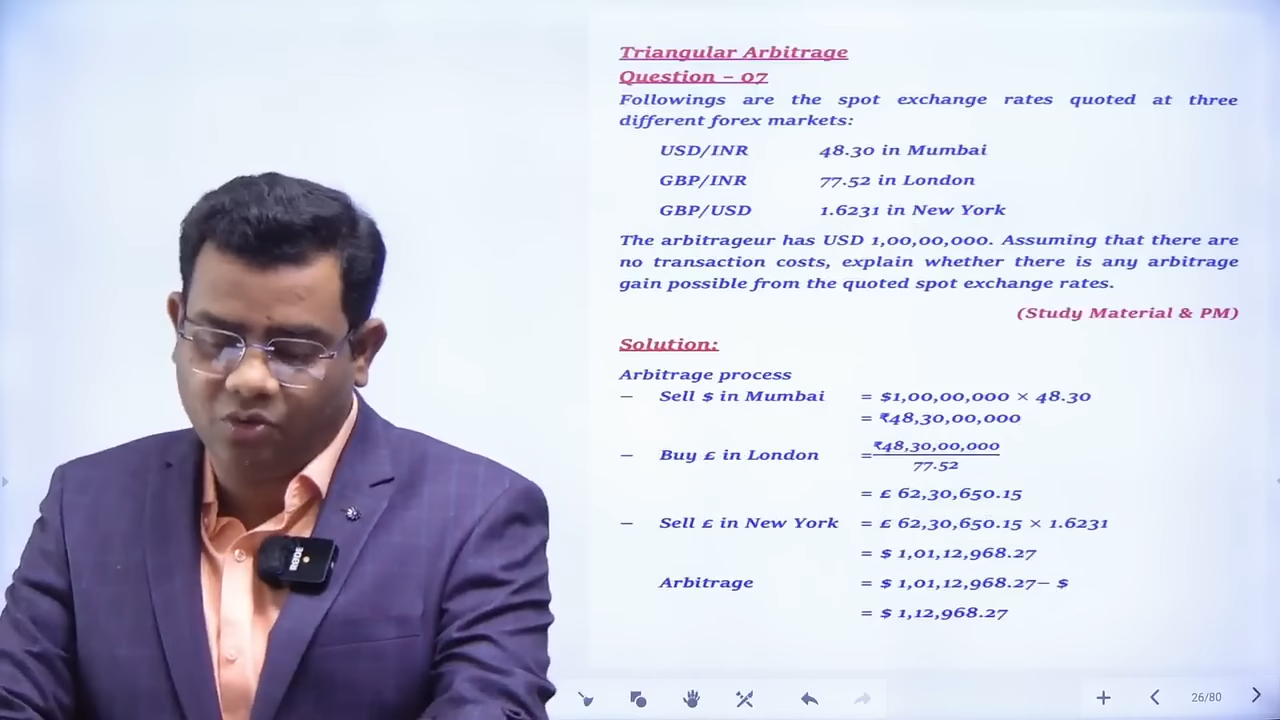 Triangular Arbitrage
Question – 07
Followings are the spot exchange rates quoted at three
different forex markets:
USD/INR 48.30 in Mumbai
GBP/INR 77.52 in London
GBP/USD 1.6231 in New York
The arbitrageur has USD 1,00,00,000. Assuming that there are
no transaction costs, explain whether there is any arbitrage
gain possible from the quoted spot exchange rates.
(Study Material & PM)
Solution:
Arbitrage process
– Sell $ in Mumbai = $1,00,00,000 × 48.30
= ₹48,30,00,000
– Buy £ in London = ₹48,30,00,000
77.52
= £ 62,30,650.15
– Sell £ in New York = £ 62,30,650.15 × 1.6231
= $ 1,01,12,968.27
Arbitrage = $ 1,01,12,968.27– $
= $ 1,12,968.27
RODE
26/80